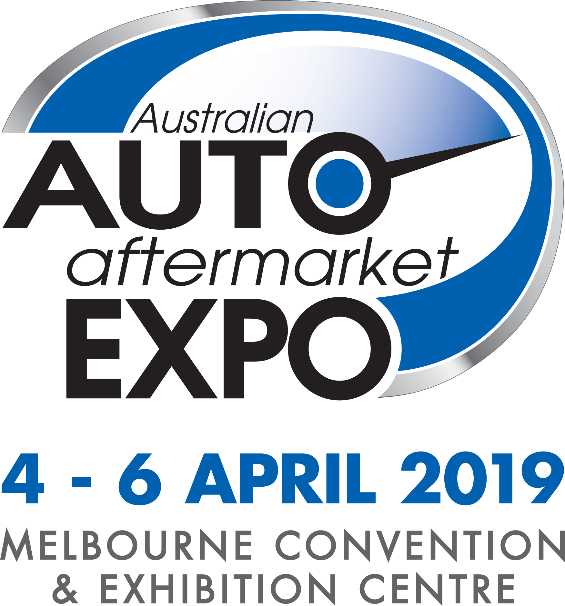 Australian
AUTO
aftermarket
EXPO
4 - 6 APRIL 2019
MELBOURNE CONVENTION
& EXHIBITION CENTRE